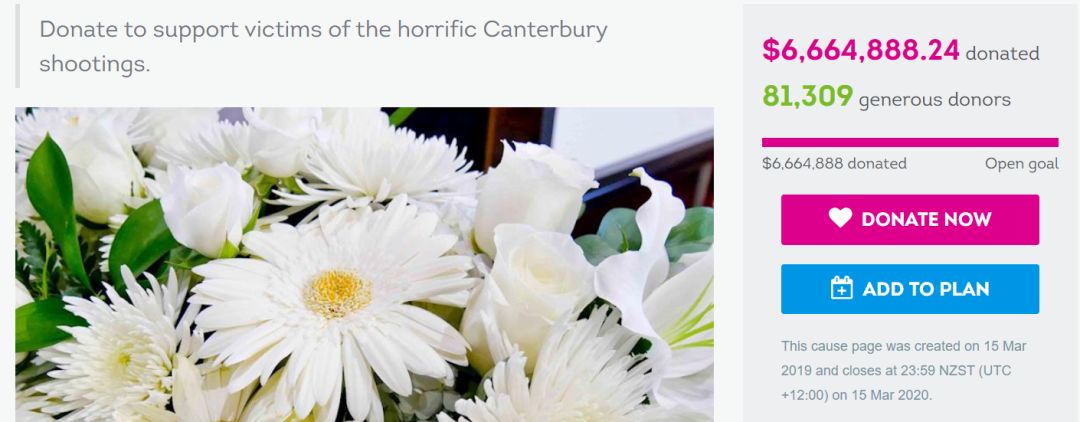 Donate to support victims of the horrific Canterbury
shootings.
$6,664,888.24 donated
81,309 generous donors
$6,664,888 donated
Open goal
DONATE NOW
ADD TO PLAN
This cause page was created on 15 Mar
2019 and closes at 23:59 NZST (UTC
+12:00) on 15 Mar 2020.